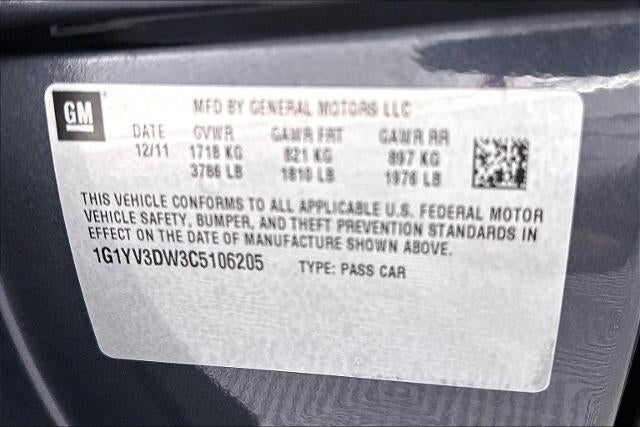 GM
MFD BY GENERAL MOTORS LLC
DATE GVWR GAWR FRT GAWR RR
12/11 1718 KG 821 KG 897 KG
3786 LB 1810 LB 1976 LB
THIS VEHICLE CONFORMS TO ALL APPLICABLE U.S. FEDERAL MOTOR
VEHICLE SAFETY, BUMPER, AND THEFT PREVENTION STANDARDS IN
EFFECT ON THE DATE OF MANUFACTURE SHOWN ABOVE.
1G1YV3DW3C5106205 TYPE: PASS CAR